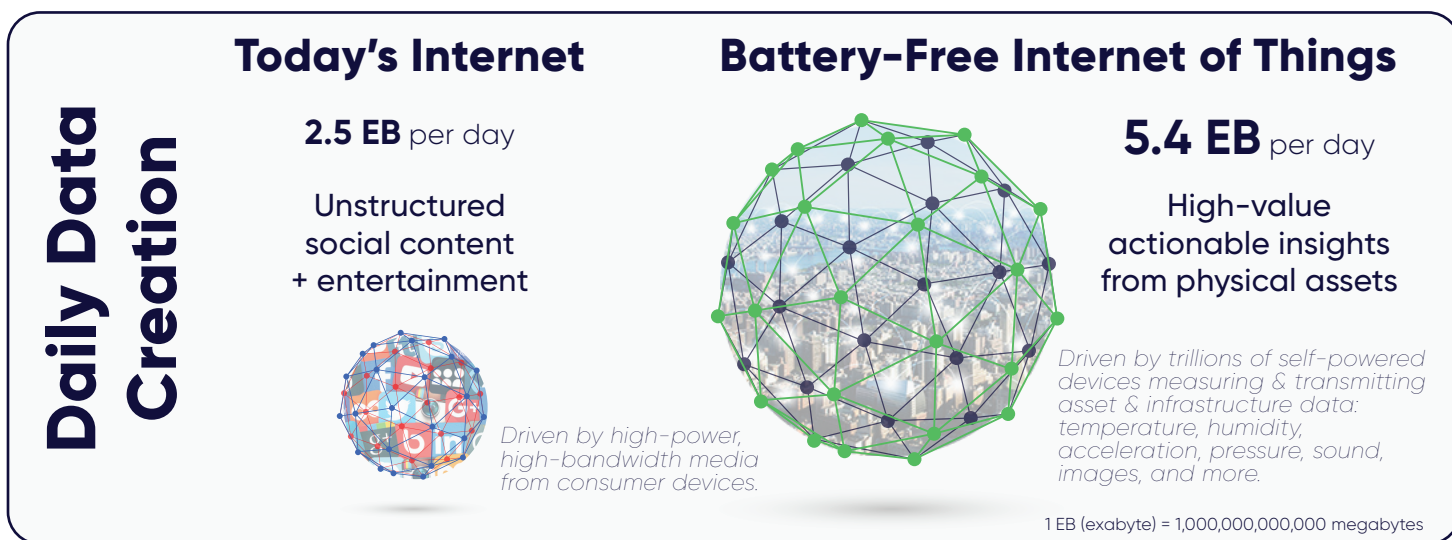 Daily Data
Creation
Today's Internet
2.5 EB per day
Unstructured
social content
+ entertainment
Driven by high-power,
high-bandwidth media
from consumer devices.
Battery-Free Internet of Things
5.4 EB per day
High-value
actionable insights
from physical assets
Driven by trillions of self-powered
devices measuring & transmitting
asset & infrastructure data:
temperature, humidity,
acceleration, pressure, sound,
images, and more.
1 EB (exabyte) = 1,000,000,000,000 megabytes